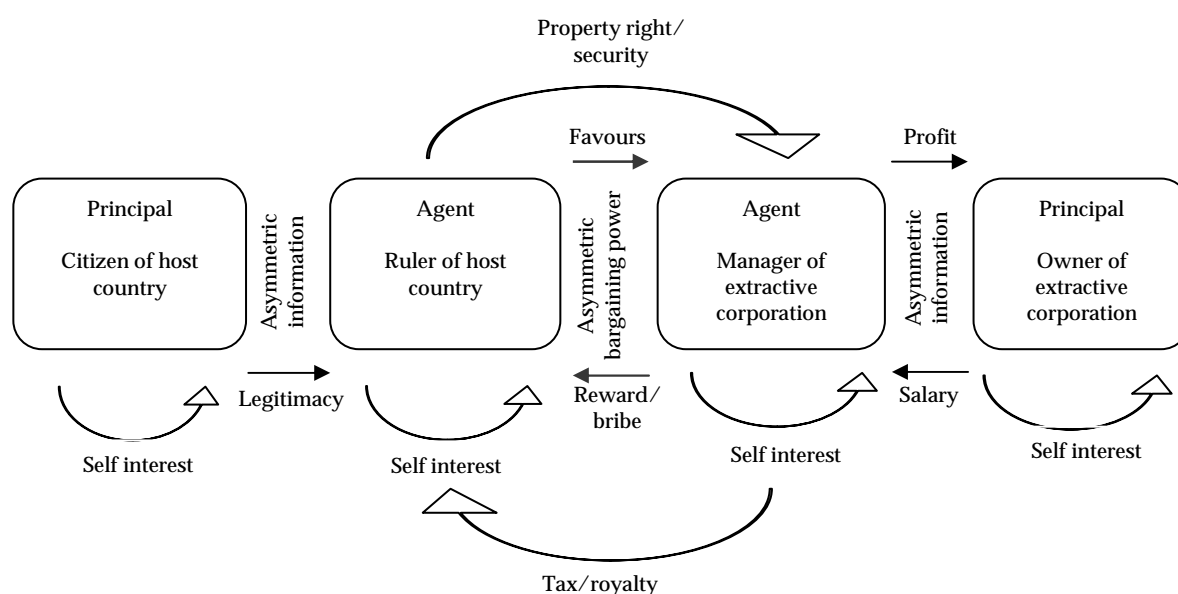 Property right/
security
Favours
Profit
Principal
Citizen of host
country
Asymmetric
information
Agent
Ruler of host
country
Asymmetric
bargaining power
Agent
Manager of
extractive
corporation
Asymmetric
information
Principal
Owner of
extractive
corporation
Legitimacy
Reward/
bribe
Salary
Self interest
Self interest
Self interest
Self interest
Tax/royalty